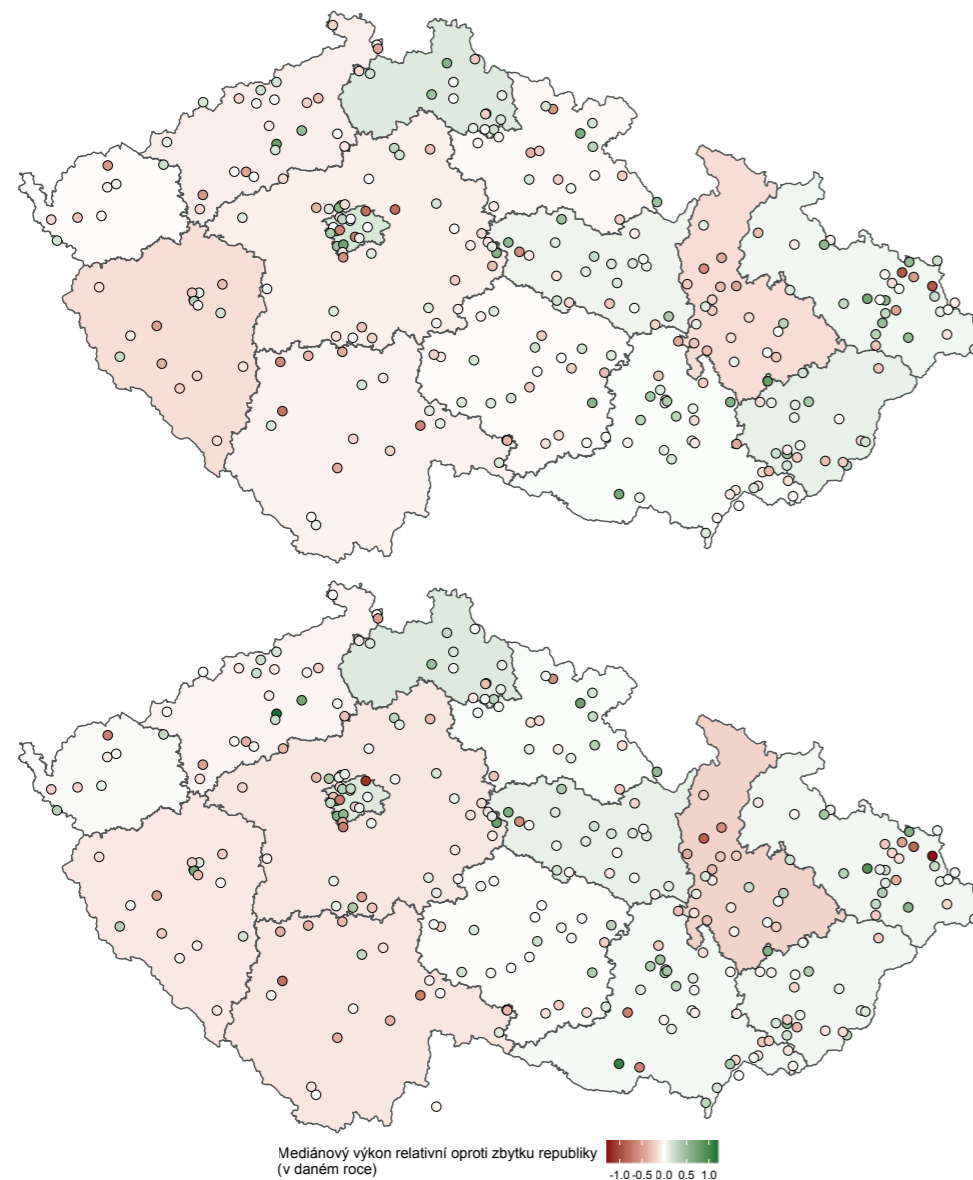 Mediánový výkon relativní oproti zbytku republiky
(v daném roce)
-1.0 -0.5 0.0 0.5 1.0